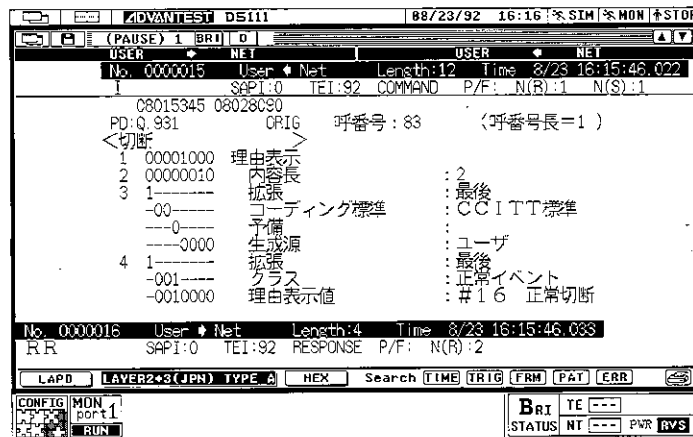 ADVANTEST D5111 88/23/92 16:16 SIM MON STOP
(PAUSE) 1 BRI D
USER NET USER NET
No. 0000015 User Net Length:12 Time 8/23 16:15:46.022
I SAPI:0 TEI:92 COMMAND P/F: N(R):1 N(S):1
08015345 08028090
PD:Q.931 ORIG 呼番号:83 (呼番号長=1 )
<切断 >
1 00001000 理由表示
2 00000010 内容長 :2
3 1------- 拡張 :最後
-00----- コーディング標準 :CCITT標準
---0---- 予備 :
----0000 生成源 :ユーザ
4 1------- 拡張 :最後
-001---- クラス :正常イベント
-0010000 理由表示値 :#16 正常切断
No. 0000016 User Net Length:4 Time 8/23 16:15:46.033
RR SAPI:0 TEI:92 RESPONSE P/F: N(R):2
LAPD LAYER2+3(JPN) TYPE A HEX Search TIME TRIG FRM PAT ERR
CONFIG MON port1 RUN
BRI STATUS TE --- NT --- PWR RVS